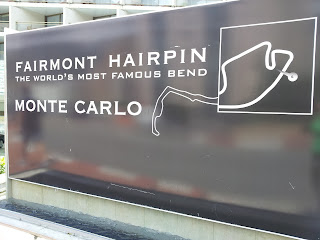 FAIRMONT HAIRPIN
THE WORLD'S MOST FAMOUS BEND
MONTE CARLO